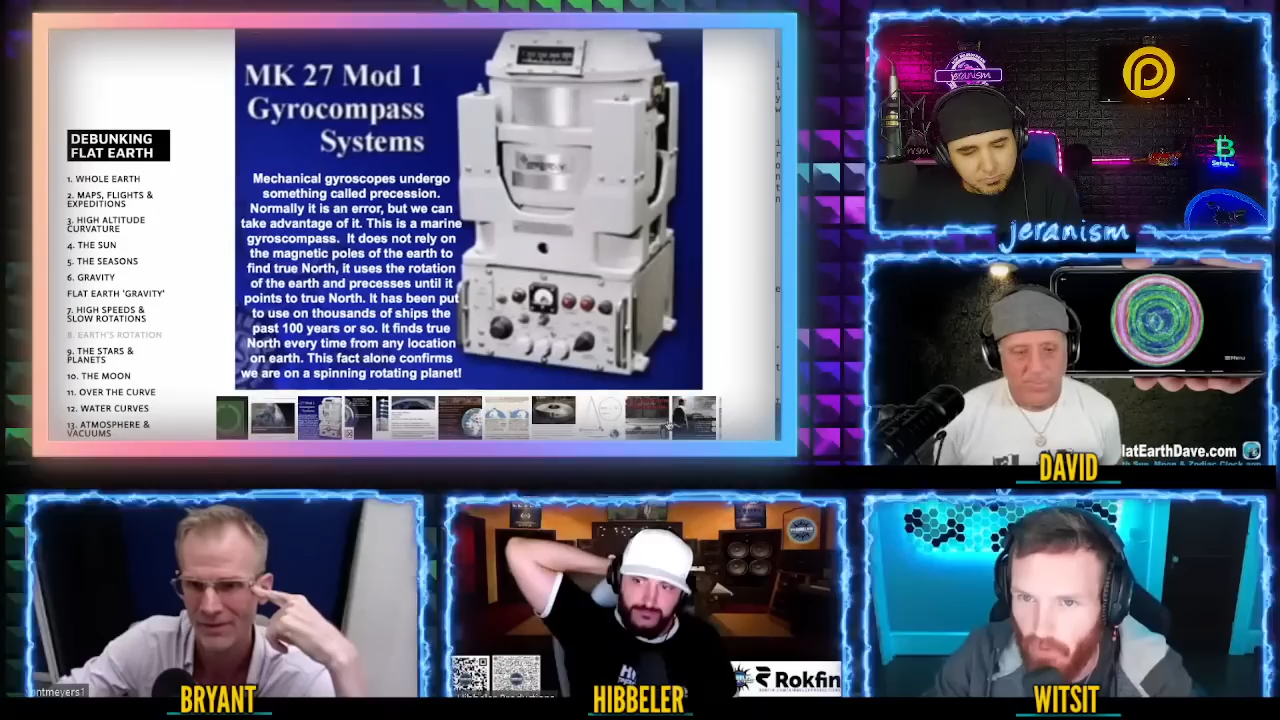 MK 27 Mod 1
Gyrocompass
Systems
Mechanical gyroscopes undergo
something called precession.
Normally it is an error, but we can
take advantage of it. This is a marine
gyroscompass. It does not rely on
the magnetic poles of the earth to
find true North, it uses the rotation
of the earth and precesses until it
points to true North. It has been put
to use on thousands of ships the
past 100 years or so. It finds true
North every time from any location
on earth. This fact alone confirms
we are on a spinning rotating planet!
DEBUNKING
FLAT EARTH
1. WHOLE EARTH
2. MAPS, FLIGHTS &
EXPEDITIONS
3. HIGH ALTITUDE
CURVATURE
4. THE SUN
5. THE SEASONS
6. GRAVITY
FLAT EARTH 'GRAVITY'
7. HIGH SPEEDS &
SLOW ROTATIONS
8. EARTH'S ROTATION
9. THE STARS &
PLANETS
10. THE MOON
11. OVER THE CURVE
12. WATER CURVES
13. ATMOSPHERE &
VACUUMS
jeranism
Setup...
jeranism
latEarthDave.com
Menu
DAVID
ntmeyers1
BRYANT
Rokfin
HIBBELER
WITSIT